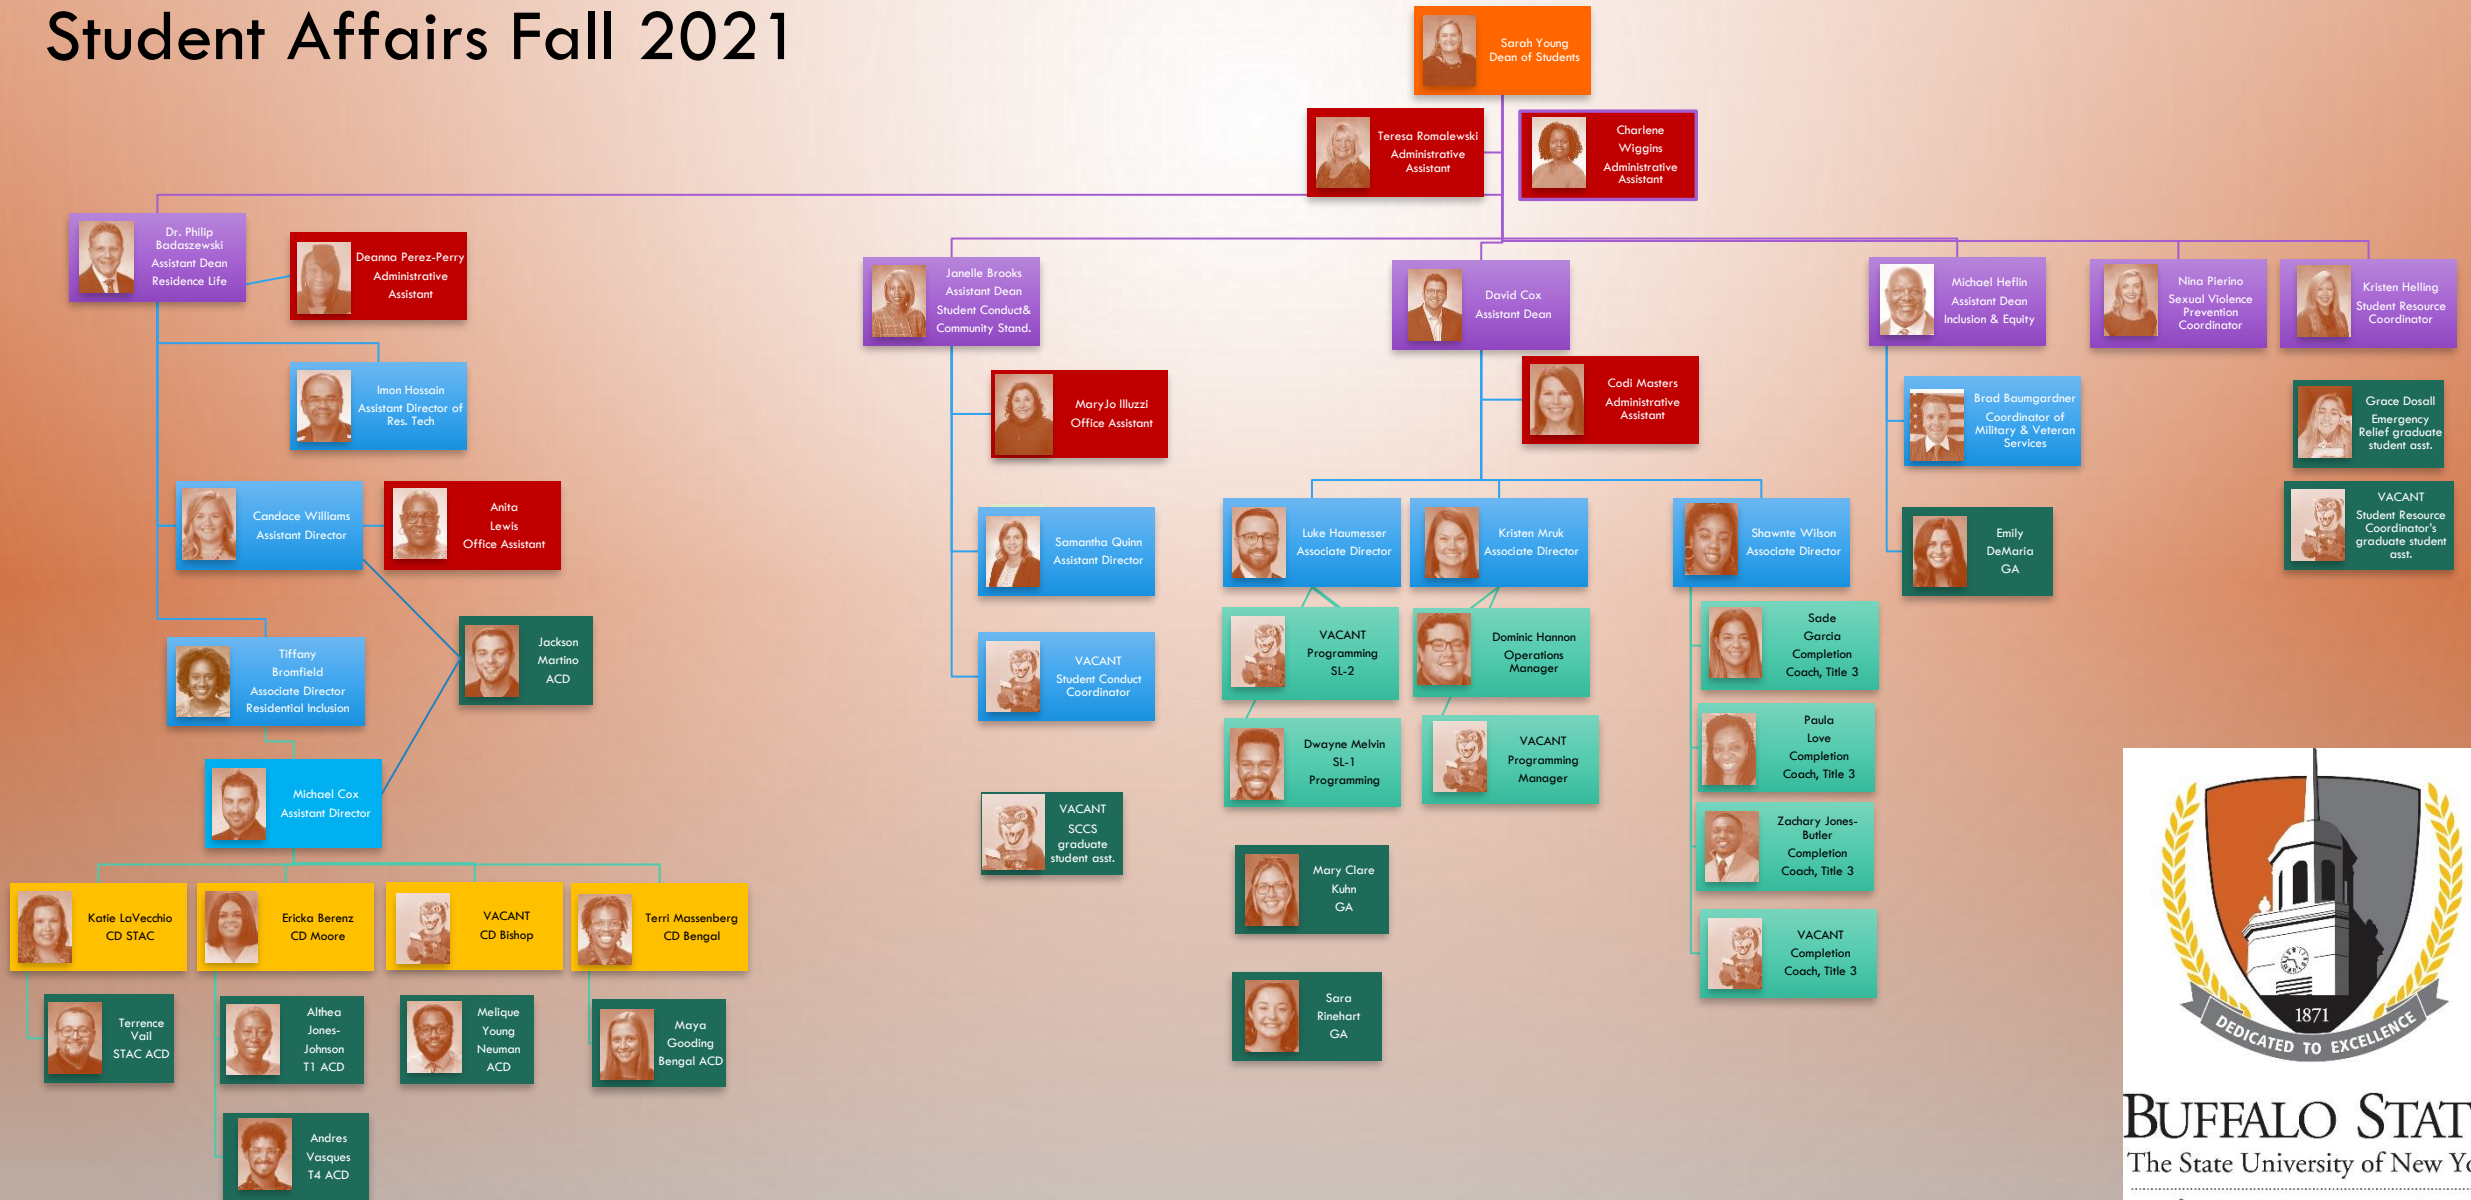 Student Affairs Fall 2021
Sarah Young
Dean of Students
Teresa Romalewski
Administrative
Assistant
Charlene
Wiggins
Administrative
Assistant
Dr. Philip
Badaszewski
Assistant Dean
Residence Life
Deanna Perez-Perry
Administrative
Assistant
Imon Hossain
Assistant Director of
Res. Tech
Candace Williams
Assistant Director
Anita
Lewis
Office Assistant
Jackson
Martino
ACD
Tiffany
Bromfield
Associate Director
Residential Inclusion
Michael Cox
Assistant Director
Katie LaVecchio
CD STAC
Ericka Berenz
CD Moore
VACANT
CD Bishop
Terri Massenberg
CD Bengal
Terrence
Vail
STAC ACD
Althea
Jones-
Johnson
T1 ACD
Melique
Young
Neuman
ACD
Maya
Gooding
Bengal ACD
Andres
Vasques
T4 ACD
Janelle Brooks
Assistant Dean
Student Conduct&
Community Stand.
MaryJo Illuzzi
Office Assistant
Samantha Quinn
Assistant Director
VACANT
Student Conduct
Coordinator
VACANT
SCCS
graduate
student asst.
David Cox
Assistant Dean
Codi Masters
Administrative
Assistant
Luke Haumesser
Associate Director
Kristen Mruk
Associate Director
Shawnte Wilson
Associate Director
VACANT
Programming
SL-2
Dwayne Melvin
SL-1
Programming
Mary Clare
Kuhn
GA
Sara
Rinehart
GA
Dominic Hannon
Operations
Manager
VACANT
Programming
Manager
Sade
Garcia
Completion
Coach, Title 3
Paula
Love
Completion
Coach, Title 3
Zachary Jones-
Butler
Completion
Coach, Title 3
VACANT
Completion
Coach, Title 3
Michael Heflin
Assistant Dean
Inclusion & Equity
Brad Baumgardner
Coordinator of
Military & Veteran
Services
Emily
DeMaria
GA
Nina Pierino
Sexual Violence
Prevention
Coordinator
Kristen Helling
Student Resource
Coordinator
Grace Dosall
Emergency
Relief graduate
student asst.
VACANT
Student Resource
Coordinator's
graduate student
asst.
1871
DEDICATED TO EXCELLENCE
BUFFALO STAT
The State University of New Yo